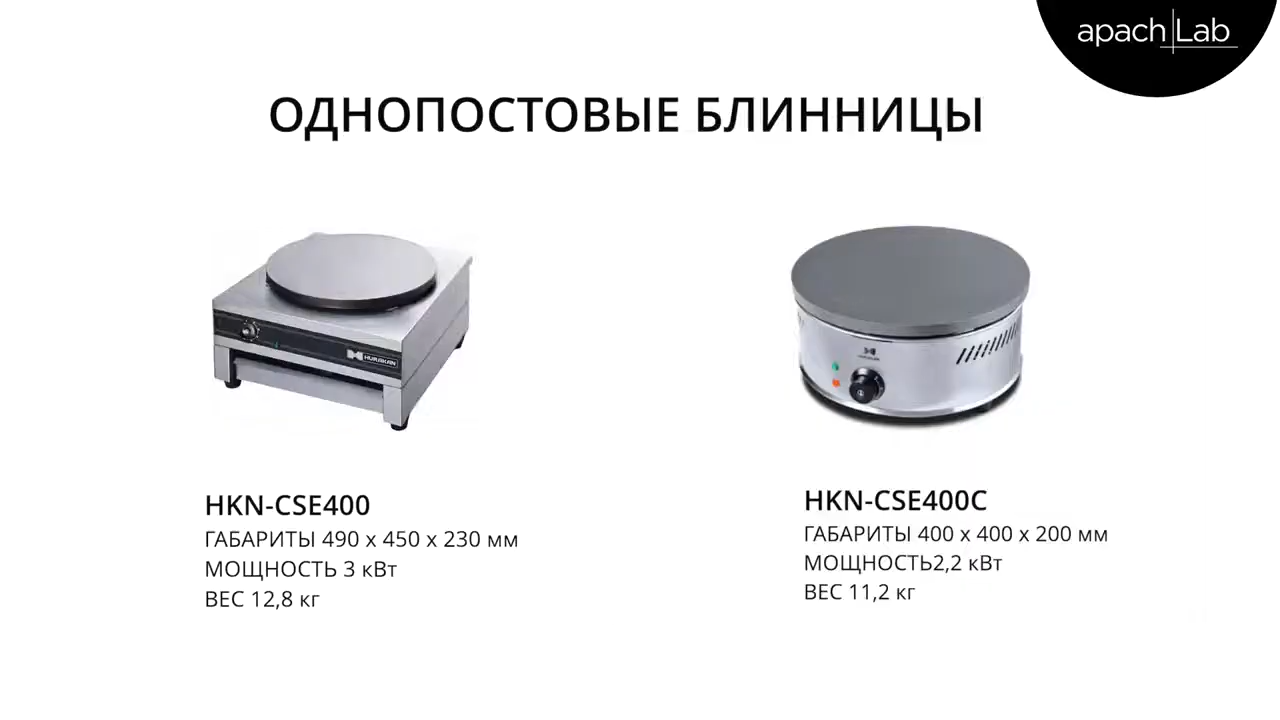 apach Lab
ОДНОПОСТОВЫЕ БЛИННИЦЫ
HURAKAN
HKN-CSE400
ГАБАРИТЫ 490 x 450 x 230 мм
МОЩНОСТЬ 3 кВт
ВЕС 12,8 кг
HKN-CSE400C
ГАБАРИТЫ 400 x 400 x 200 мм
МОЩНОСТЬ2,2 кВт
ВЕС 11,2 кг